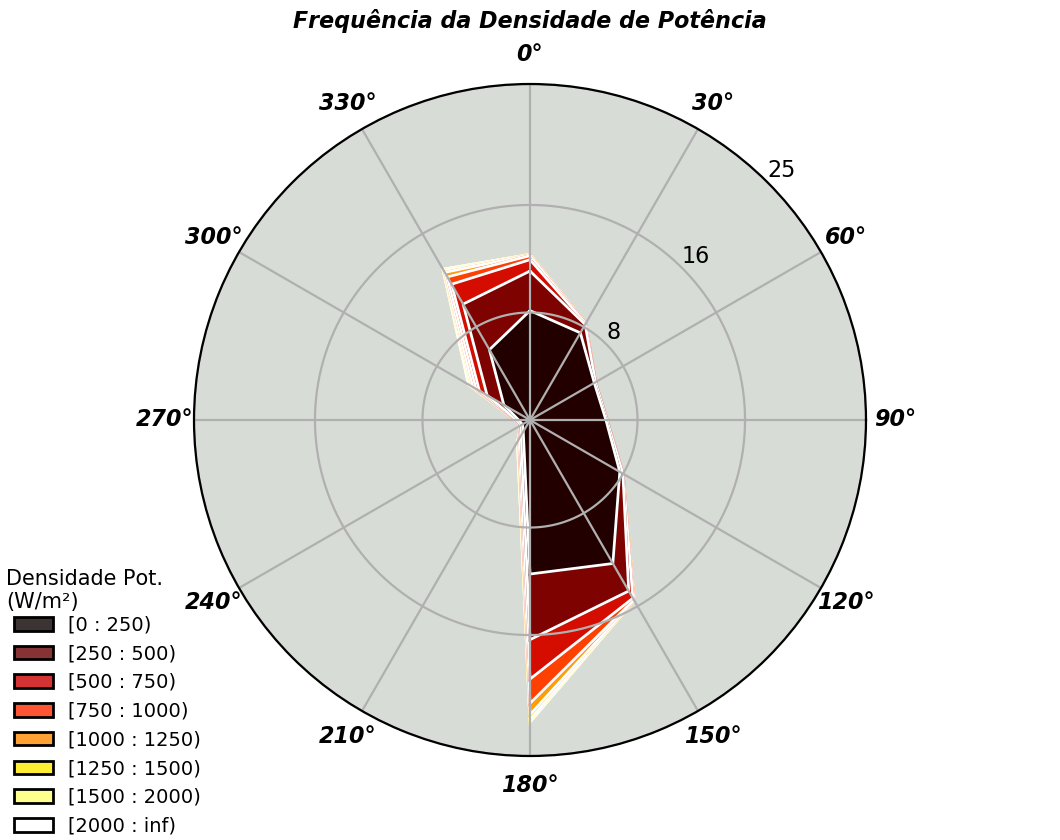 Frequência da Densidade de Potência
0°
330°
30°
25
300°
60°
16
8
270°
90°
Densidade Pot.
(W/m²)
240°
120°
[0 : 250)
[250 : 500)
[500 : 750)
[750 : 1000)
[1000 : 1250)
[1250 : 1500)
[1500 : 2000)
[2000 : inf)
210°
150°
180°